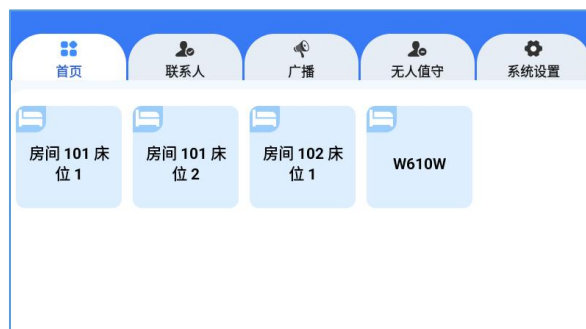 首页
联系人
广播
无人值守
系统设置
房间 101 床
位 1
房间 101 床
位 2
房间 102 床
位 1
W610W